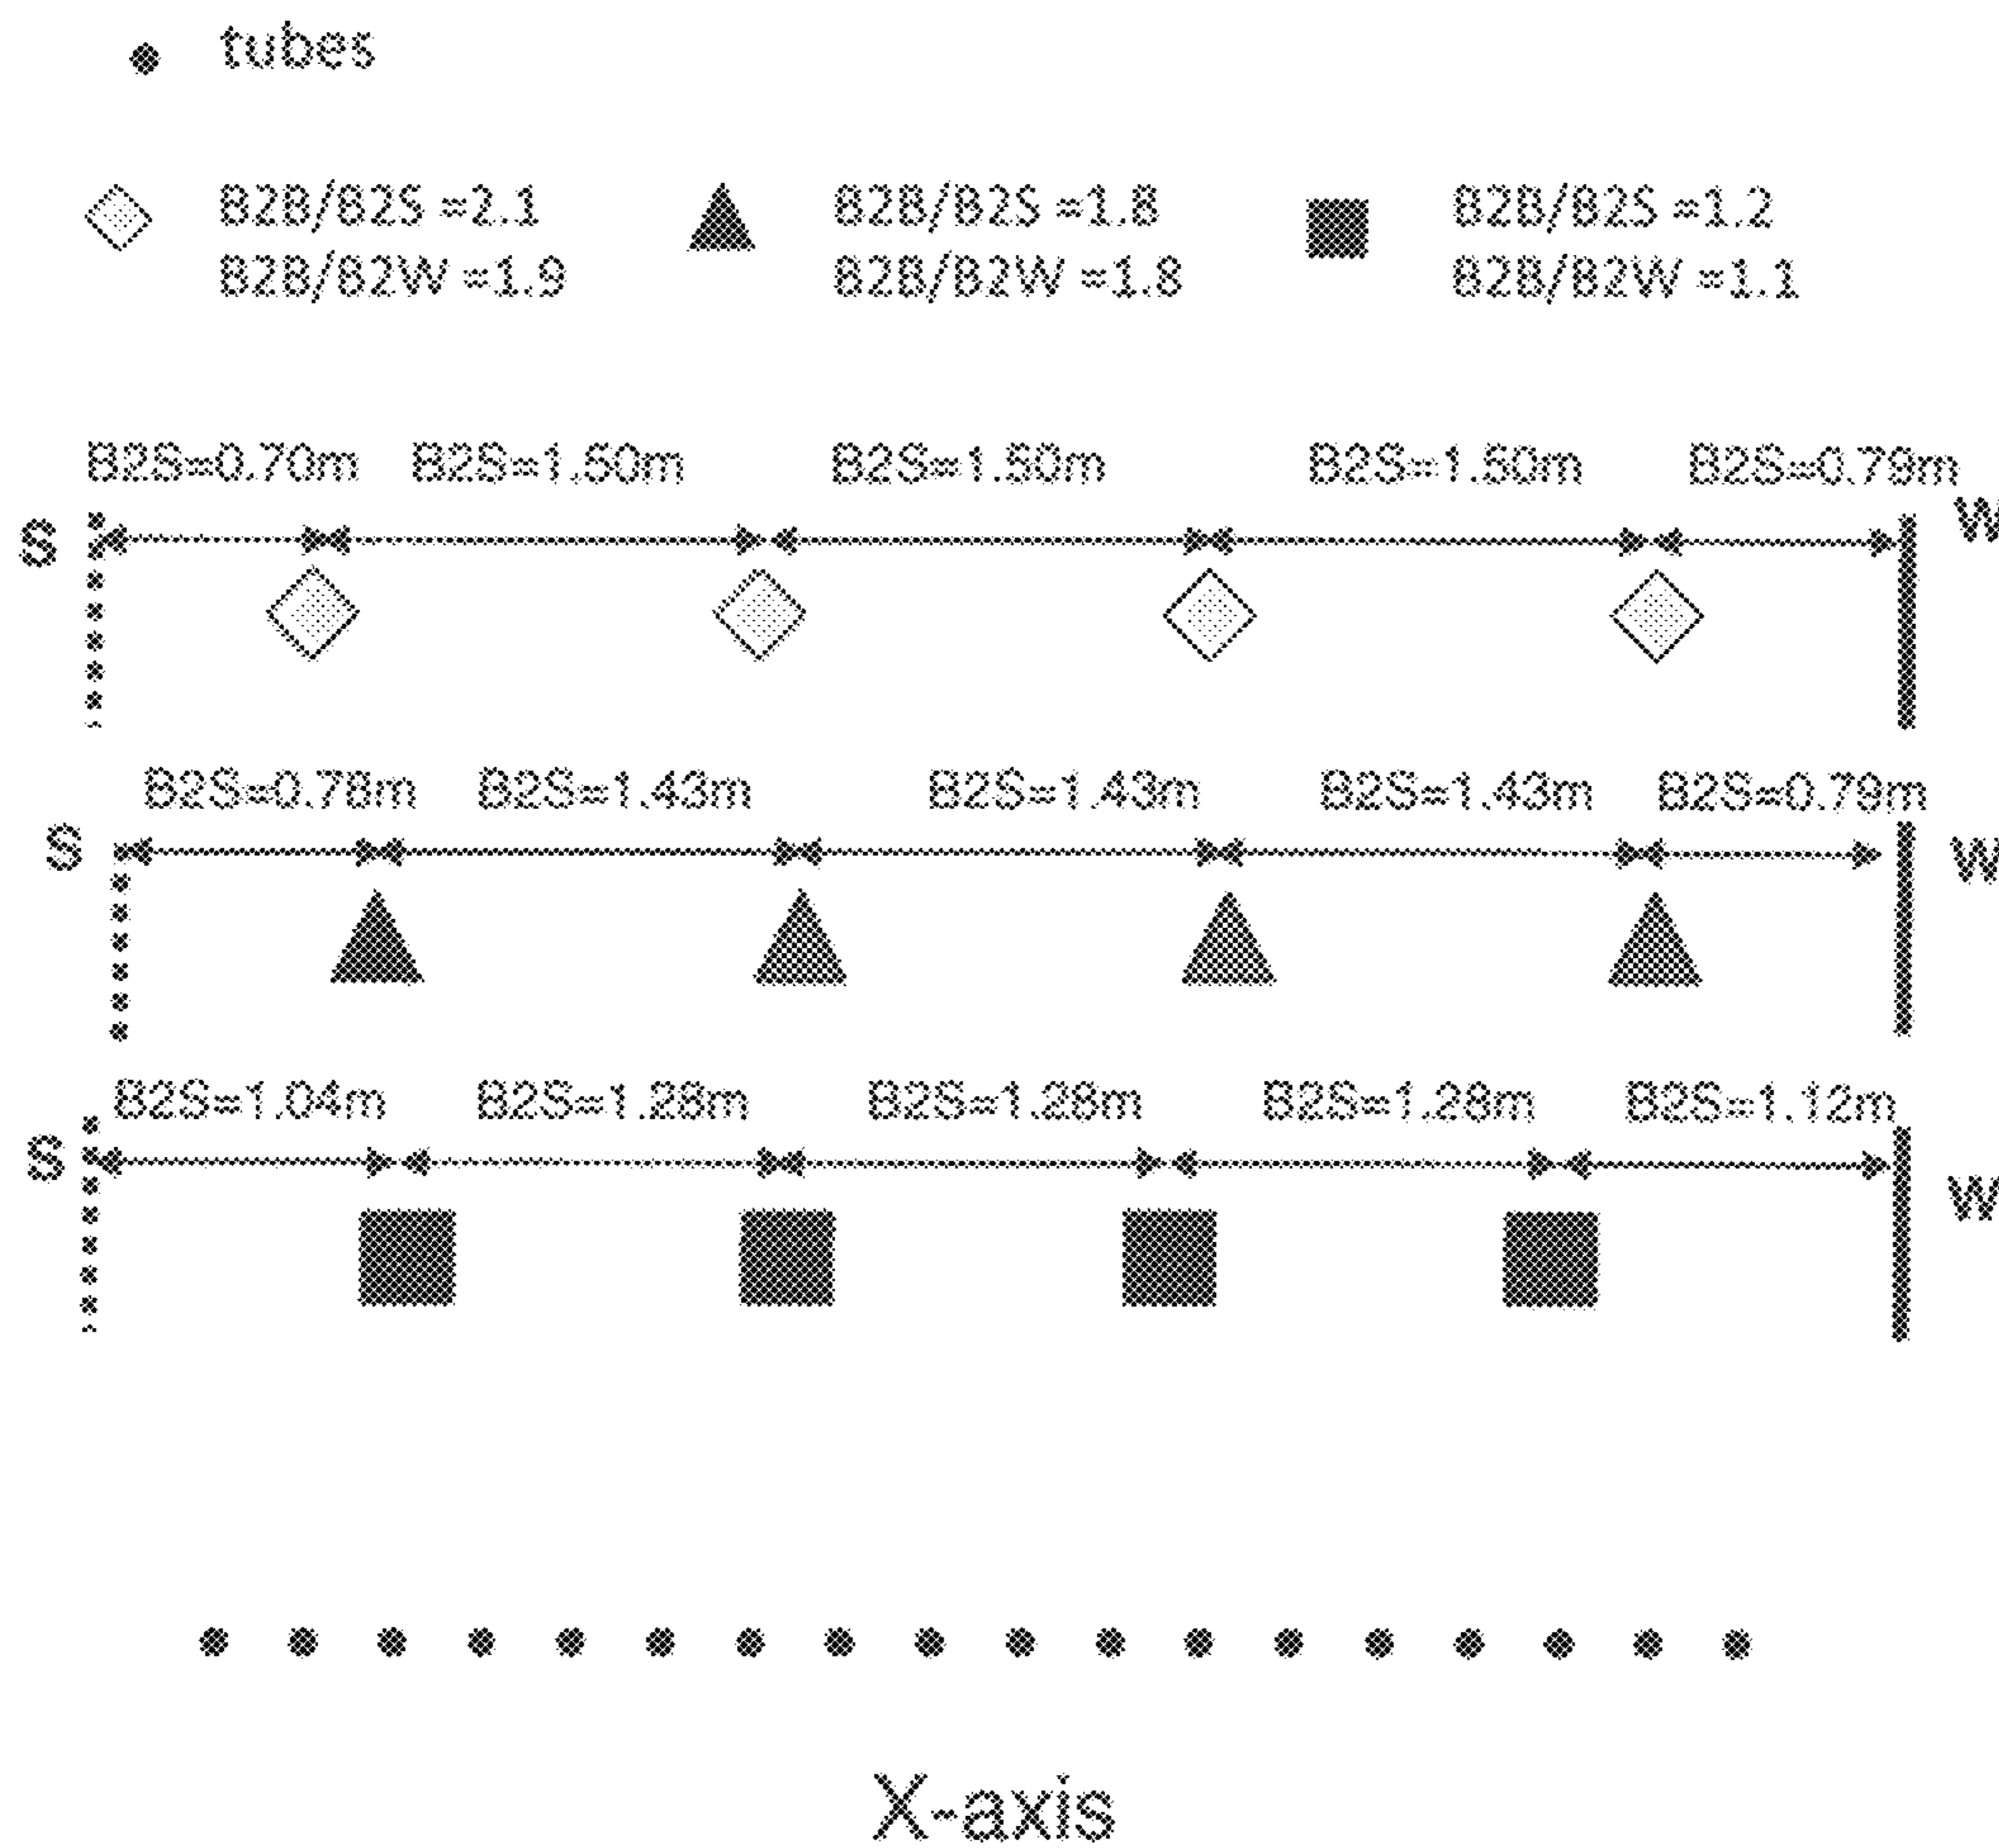 tubes
B2B/B2S =2.1
B2B/B2W =1.9
B2B/B2S =1.8
B2B/B2W =1.8
B2B/B2S =1.2
B2B/B2W =1.1
B2S=0.70m B2S=1.50m B2S=1.50m B2S=1.50m B2S=0.79m
S W
B2S=0.78m B2S=1.43m B2S=1.43m B2S=1.43m B2S=0.79m
S W
B2S=1.04m B2S=1.28m B2S=1.28m B2S=1.28m B2S=1.12m
S W
X-axis